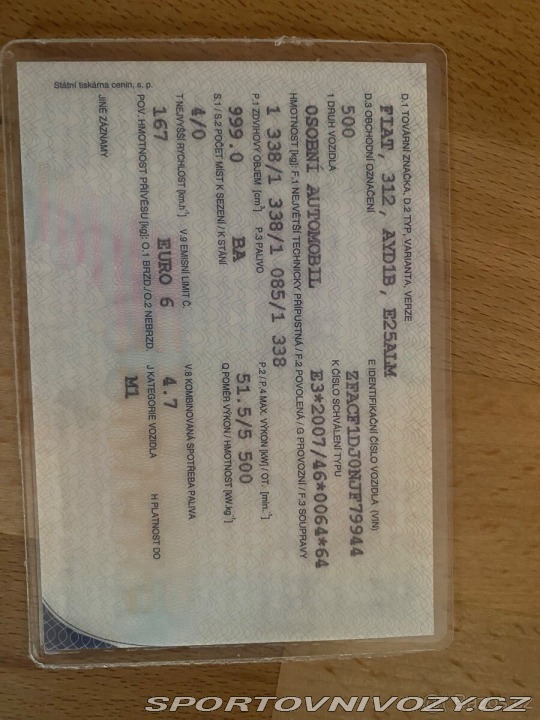 D.1 TOVÁRNÍ ZNAČKA, D.2 TYP, VARIANTA, VERZE
FIAT, 312, AYD1B, E25A1M
D.3 OBCHODNÍ OZNAČENÍ E IDENTIFIKAČNÍ ČÍSLO VOZIDLA (VIN)
500 ZFACF1DJ0NJF79944
1 DRUH VOZIDLA K ČÍSLO SCHVÁLENÍ TYPU
OSOBNÍ AUTOMOBIL E3*2007/46*0064*64
HMOTNOST [kg]: F.1 NEJVĚTŠÍ TECHNICKY PŘÍPUSTNÁ / F.2 POVOLENÁ / G PROVOZNÍ / F.3 SOUPRAVY
1 338/1 338/1 085/1 338
P.1 ZDVIHOVÝ OBJEM [cm³] P.3 PALIVO P.2 / P.4 MAX. VÝKON [kW] / OT. [min.⁻¹]
999.0 BA 51.5/5 500
S.1 / S.2 POČET MÍST K SEZENÍ / K STÁNÍ Q POMĚR VÝKON / HMOTNOST [kW.kg⁻¹]
4/0
T NEJVYŠŠÍ RYCHLOST [km.h⁻¹] V.9 EMISNÍ LIMIT Č. V.8 KOMBINOVANÁ SPOTŘEBA PALIVA
167 EURO 6 4.7
POV. HMOTNOST PŘÍVĚSU [kg]: O.1 BRZD. / O.2 NEBRZD. J KATEGORIE VOZIDLA H PLATNOST DO
M1
JINÉ ZÁZNAMY
Státní tiskárna cenin, s. p.
SPORTOVNIVOZY.CZ